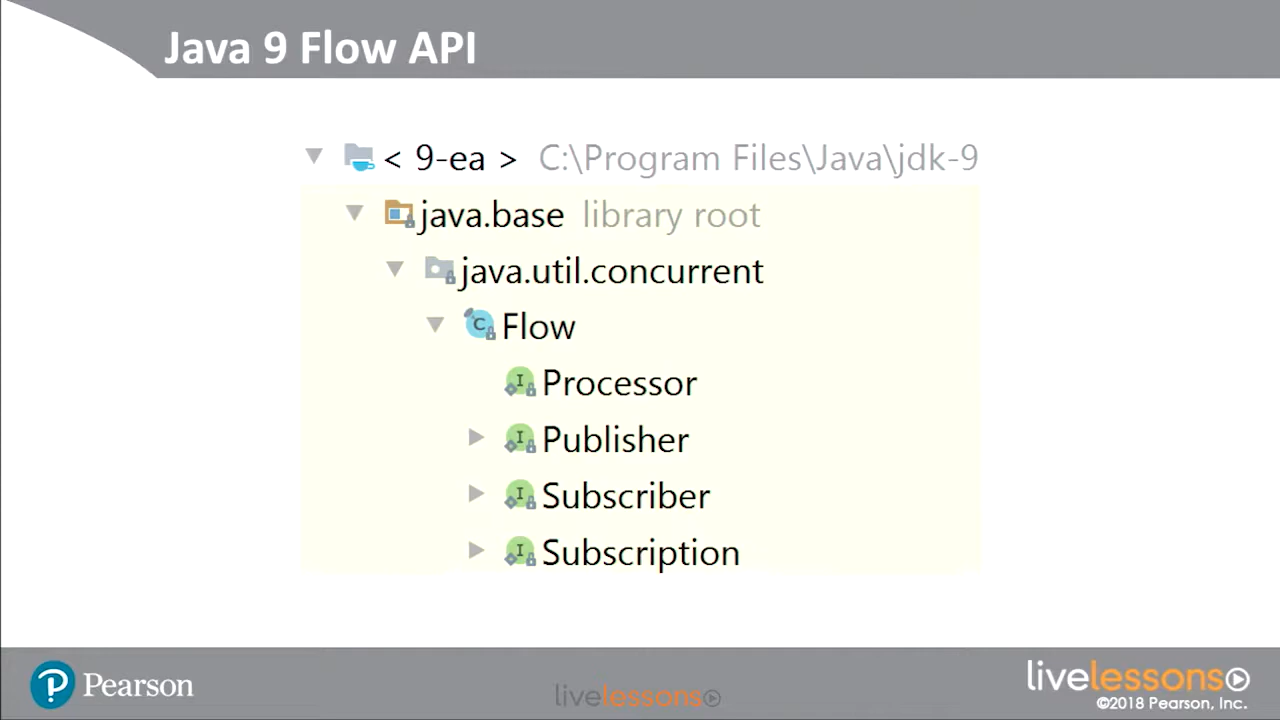 Java 9 Flow API
< 9-ea > C:\Program Files\Java\jdk-9
java.base library root
java.util.concurrent
C Flow
I Processor
I Publisher
I Subscriber
I Subscription
P Pearson
livelessons
livelessons
©2018 Pearson, Inc.